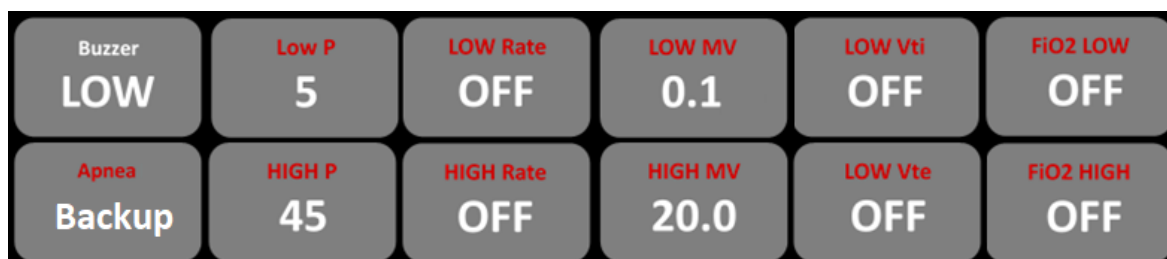 Buzzer Low P LOW Rate LOW MV LOW Vti FiO2 LOW
LOW 5 OFF 0.1 OFF OFF
Apnea HIGH P HIGH Rate HIGH MV LOW Vte FiO2 HIGH
Backup 45 OFF 20.0 OFF OFF